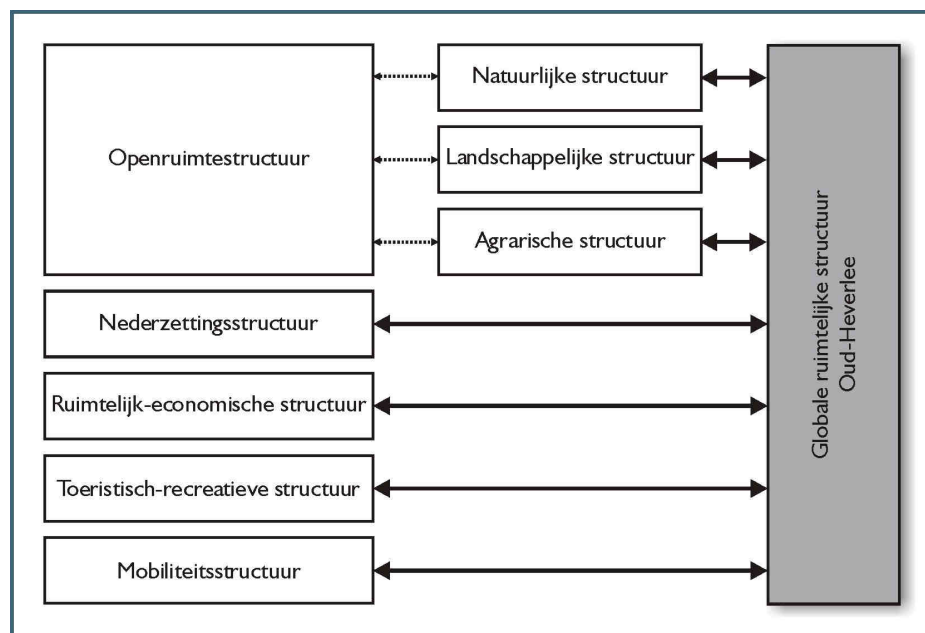 Openruimtestructuur
Natuurlijke structuur
Landschappelijke structuur
Agrarische structuur
Nederzettingsstructuur
Ruimtelijk-economische structuur
Toeristisch-recreatieve structuur
Mobiliteitsstructuur
Globale ruimtelijke structuur
Oud-Heverlee